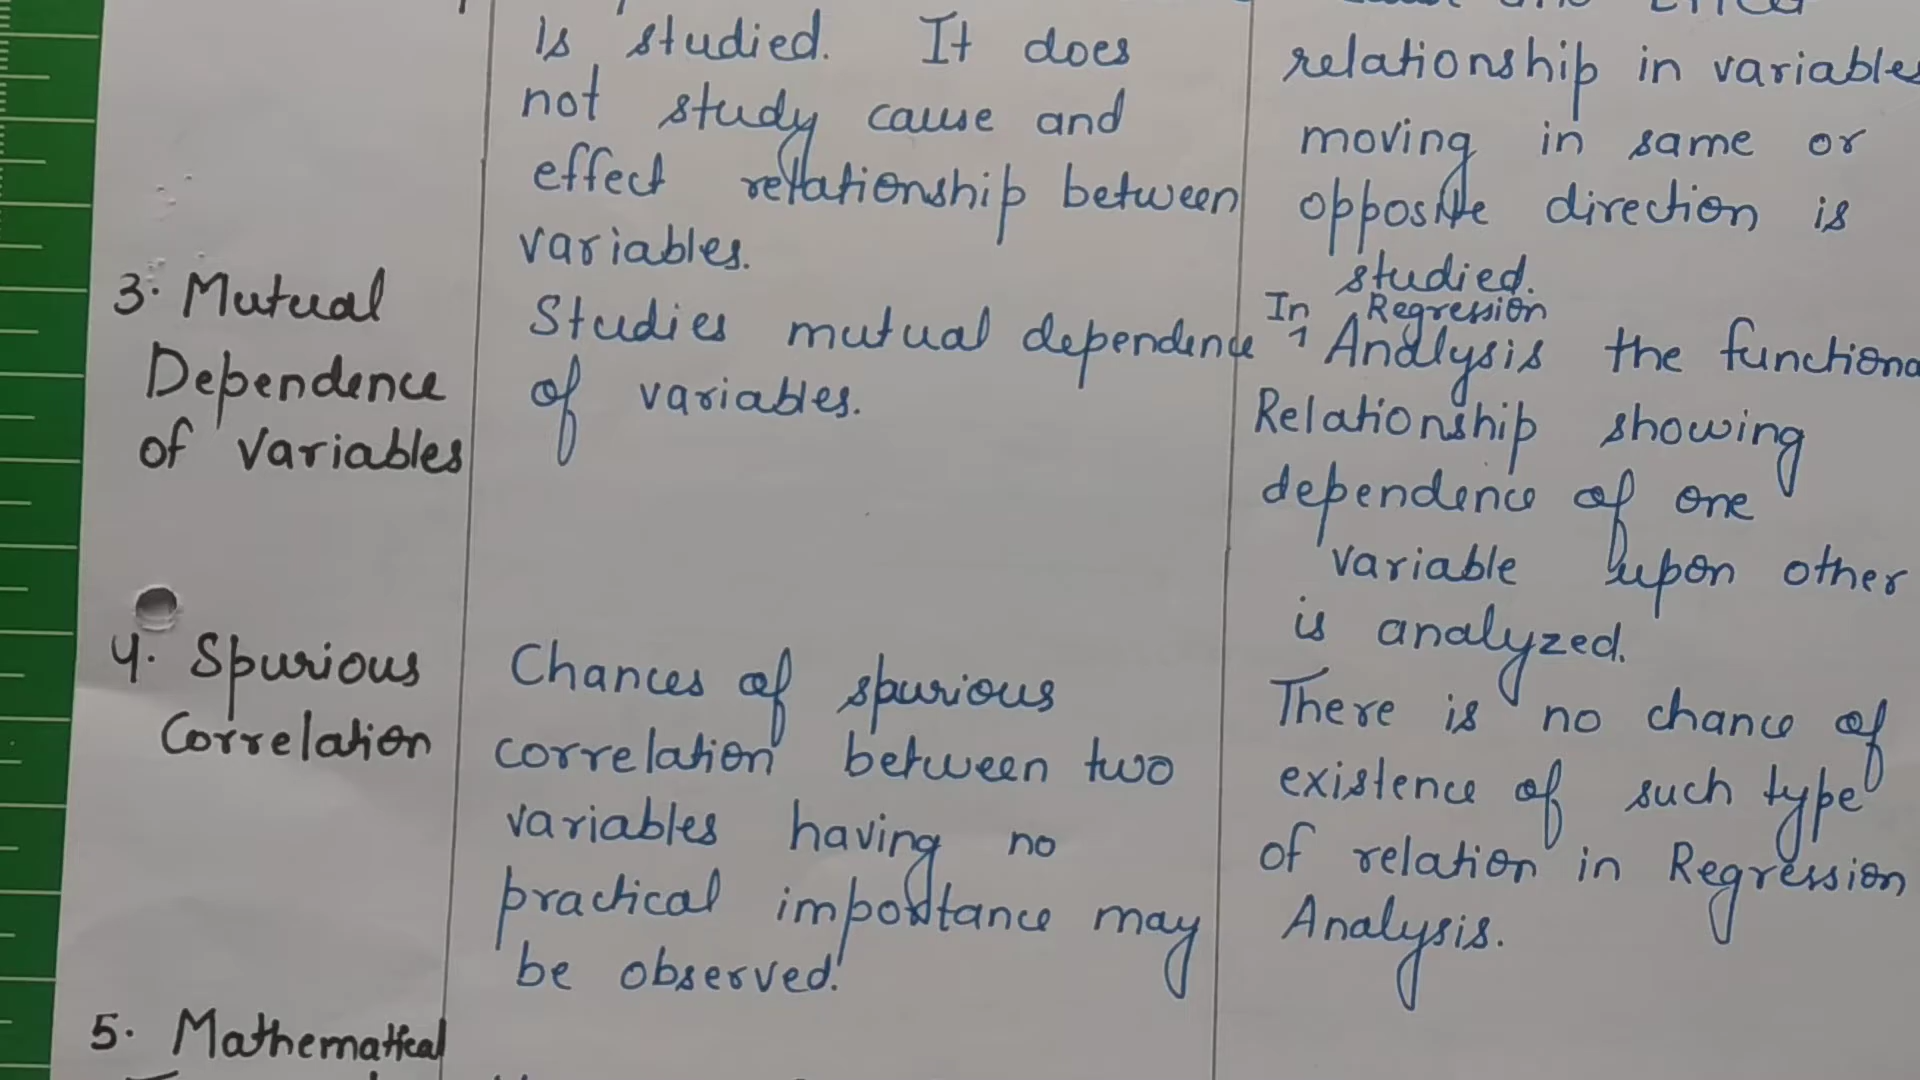 is studied. It does
not study cause and
effect relationship between
variables.
relationship in variables
moving in same or
opposite direction is
studied.
3. Mutual
Dependence
of Variables
Studies mutual dependence
of variables.
In Regression
Analysis the functiona
Relationship showing
dependence of one
variable upon other
is analyzed.
4. Spurious
Correlation
Chances of spurious
correlation between two
variables having no
practical importance may
be observed.
There is no chance of
existence of such type
of relation in Regression
Analysis.
5. Mathematical